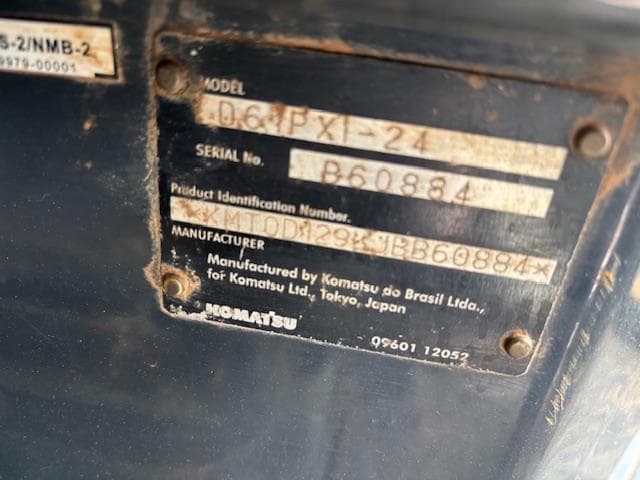 S-2/NMB-2
9979-00001
MODEL
D61PXI-24
SERIAL No.
B60884
Product Identification Number.
MANUFACTURER
Manufactured by Komatsu do Brasil Ltda.,
for Komatsu Ltd., Tokyo, Japan
KOMATSU
09601 12052